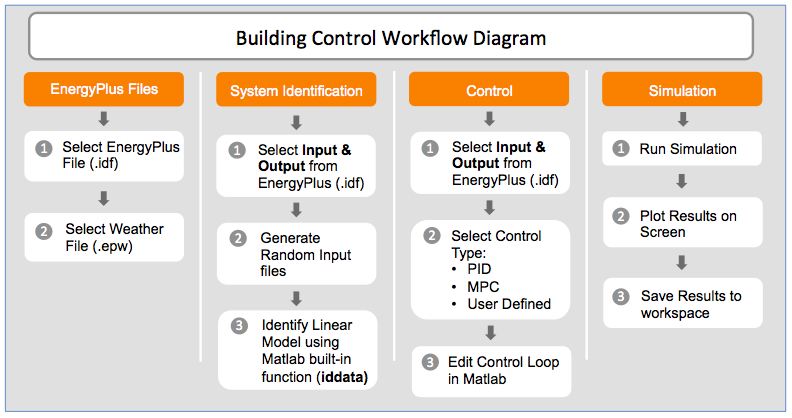 Building Control Workflow Diagram
EnergyPlus Files
1 Select EnergyPlus
File (.idf)
2 Select Weather
File (.epw)
System Identification
1 Select Input &
Output from
EnergyPlus (.idf)
2 Generate
Random Input
files
3 Identify Linear
Model using
Matlab built-in
function (iddata)
Control
1 Select Input &
Output from
EnergyPlus (.idf)
2 Select Control
Type:
• PID
• MPC
• User Defined
3 Edit Control Loop
in Matlab
Simulation
1 Run Simulation
2 Plot Results on
Screen
3 Save Results to
workspace